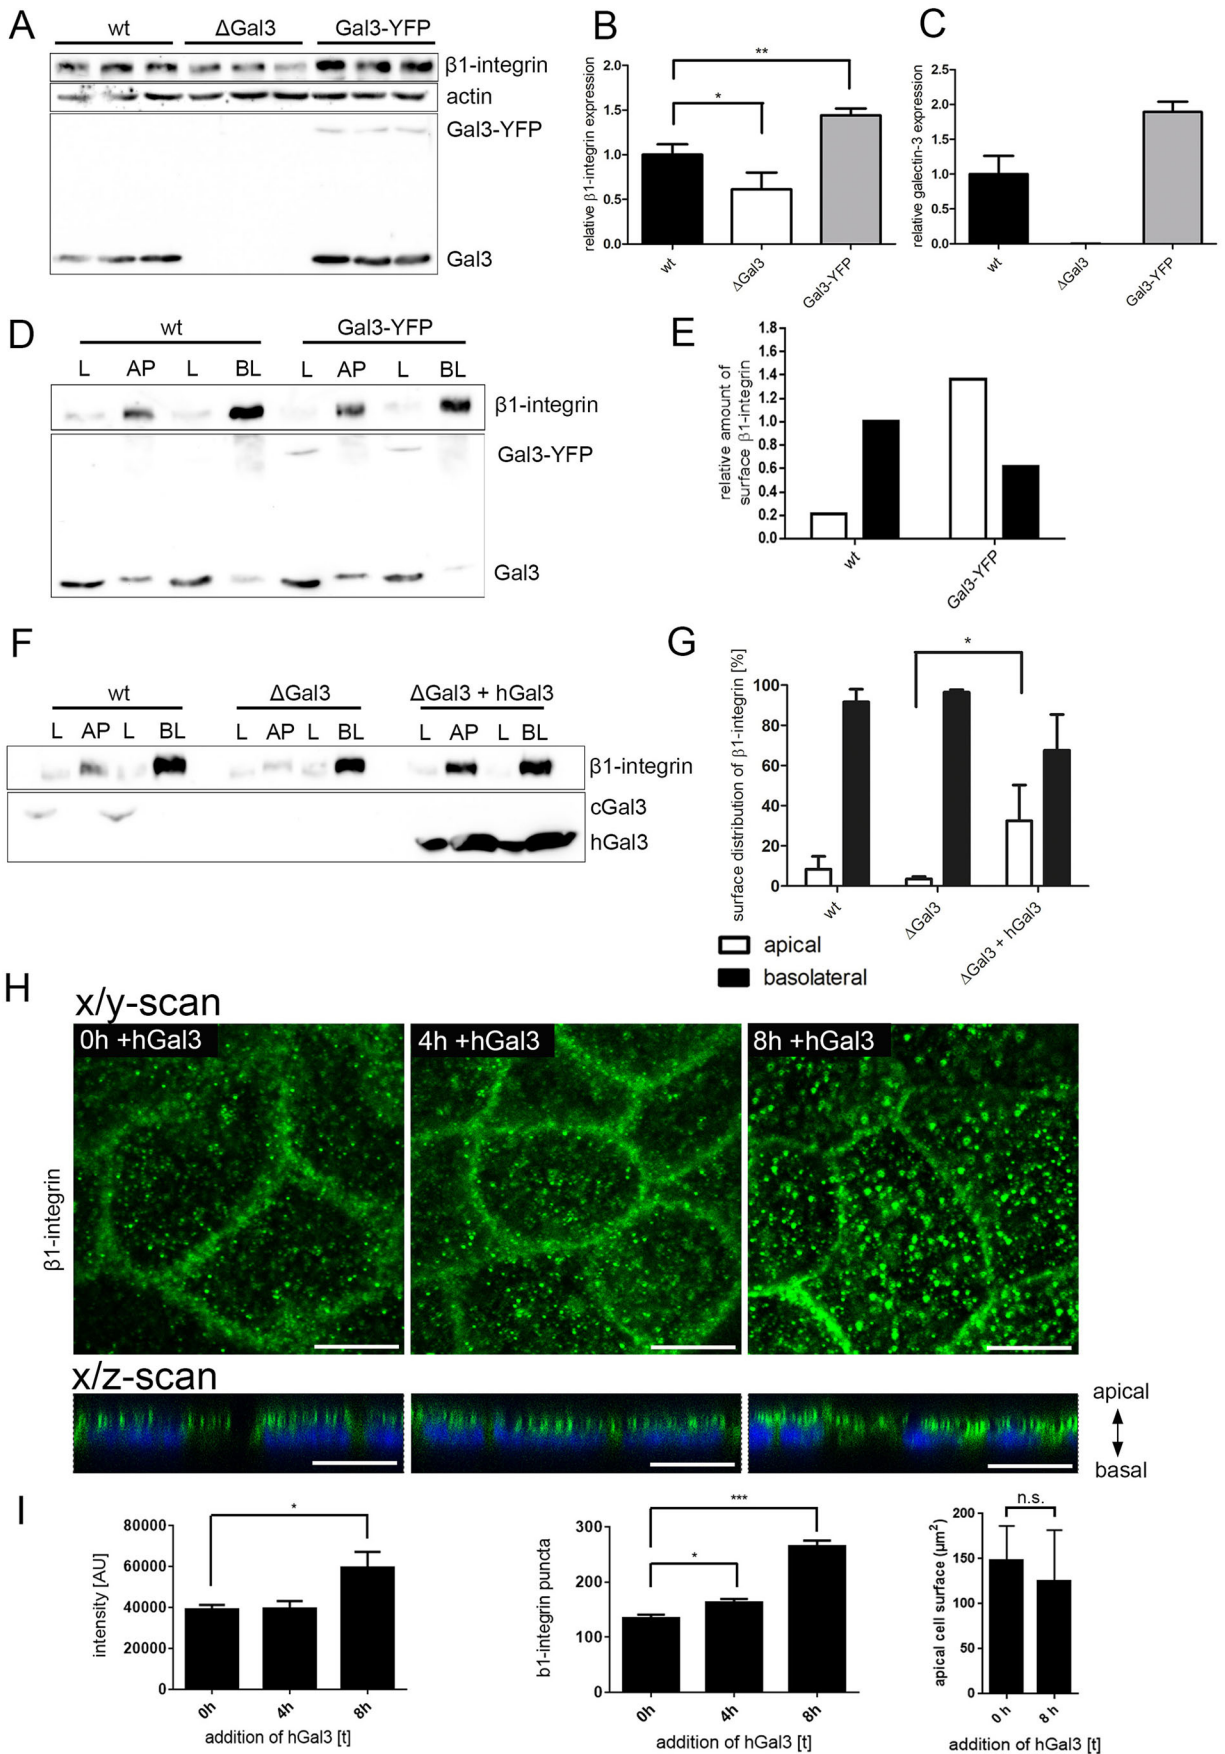 A
wt ΔGal3 Gal3-YFP
β1-integrin
actin
Gal3-YFP
Gal3
B
relative β1-integrin expression
2.0
1.5
1.0
0.5
0.0
**
*
wt ΔGal3 Gal3-YFP
C
relative galectin-3 expression
2.5
2.0
1.5
1.0
0.5
0.0
wt ΔGal3 Gal3-YFP
D
wt Gal3-YFP
L AP L BL L AP L BL
β1-integrin
Gal3-YFP
Gal3
E
relative amount of
surface β1-integrin
1.8
1.6
1.4
1.2
1.0
0.8
0.6
0.4
0.2
0.0
wt Gal3-YFP
F
wt ΔGal3 ΔGal3 + hGal3
L AP L BL L AP L BL L AP L BL
β1-integrin
cGal3
hGal3
G
surface distribution of β1-integrin [%]
100
80
60
40
20
0
*
wt ΔGal3 ΔGal3 + hGal3
apical
basolateral
H
x/y-scan
0h +hGal3 4h +hGal3 8h +hGal3
β1-integrin
x/z-scan
apical
basal
I
intensity [AU]
80000
60000
40000
20000
0
*
0h 4h 8h
addition of hGal3 [t]
b1-integrin puncta
300
200
100
0
***
*
0h 4h 8h
addition of hGal3 [t]
apical cell surface (µm²)
200
150
100
50
0
n.s.
0 h 8 h
addition of hGal3 [t]